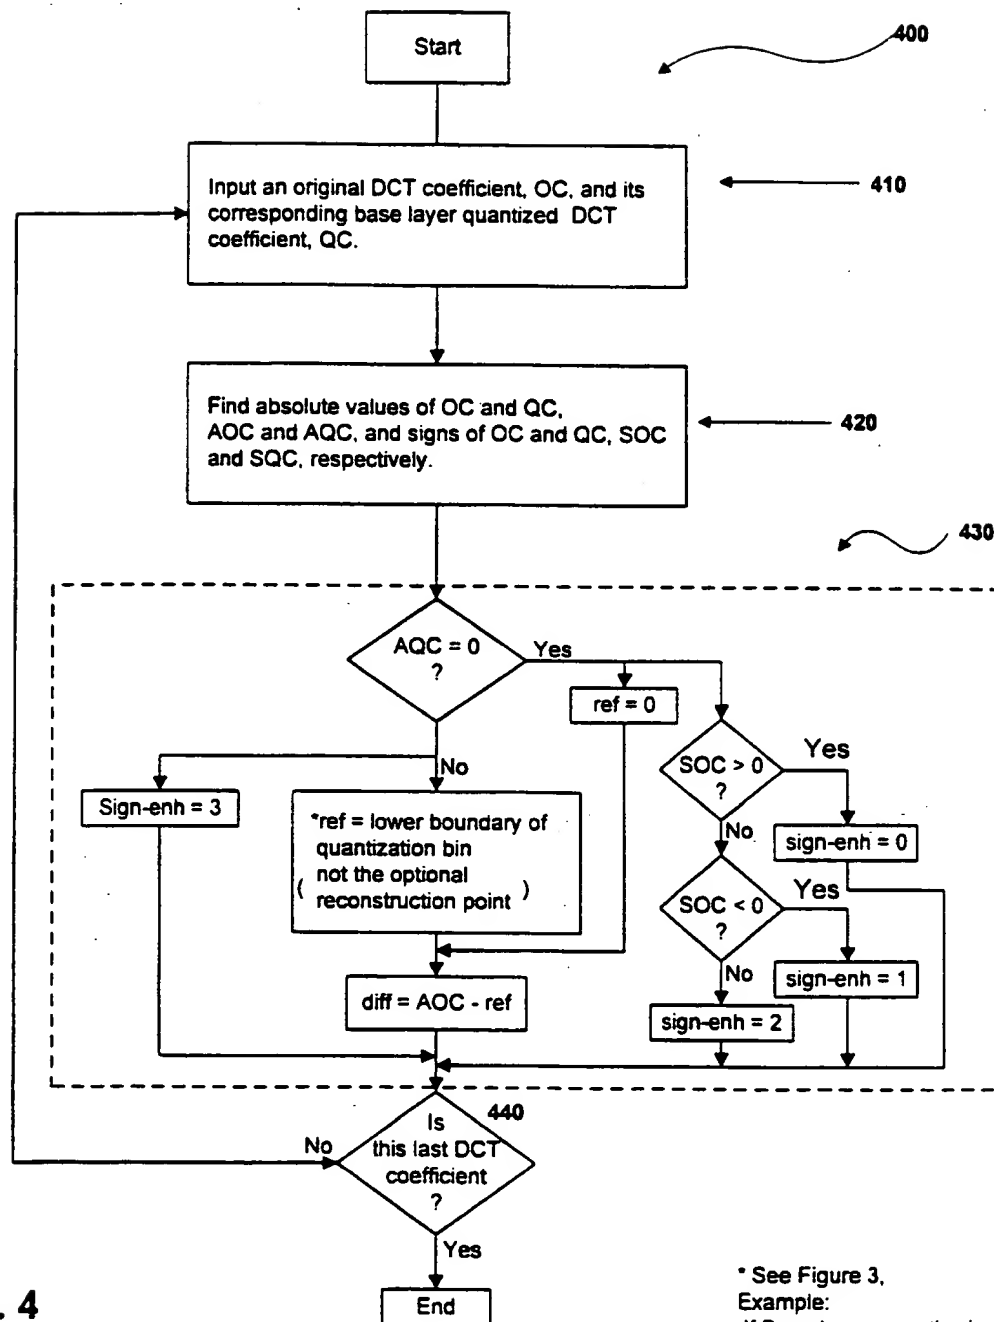 Start
400
Input an original DCT coefficient, OC, and its
corresponding base layer quantized DCT
coefficient, QC.
410
Find absolute values of OC and QC,
AOC and AQC, and signs of OC and QC, SOC
and SQC, respectively.
420
430
AQC = 0
?
Yes
ref = 0
SOC > 0
?
Yes
No
Sign-enh = 3
*ref = lower boundary of
quantization bin
( not the optional
reconstruction point )
No
sign-enh = 0
SOC < 0
?
Yes
No
sign-enh = 1
diff = AOC - ref
sign-enh = 2
440
Is
this last DCT
coefficient
?
No
Yes
End
. 4
* See Figure 3,
Example: